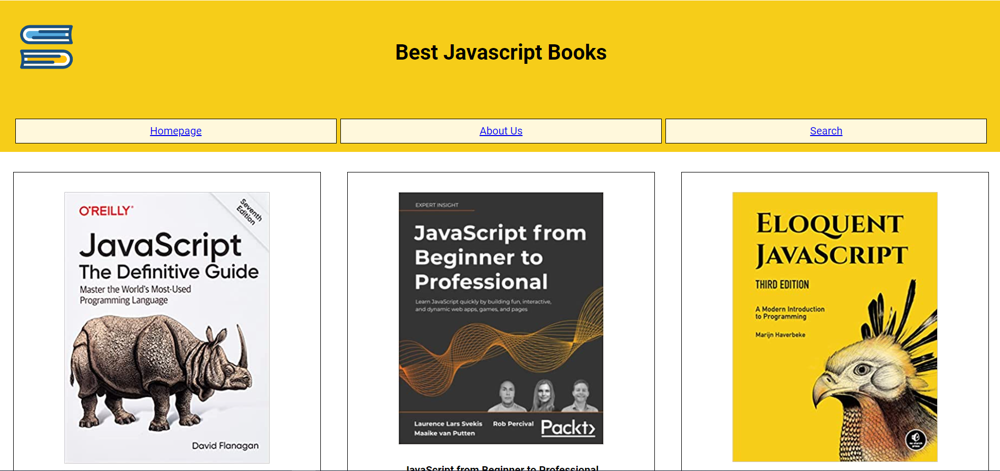 Best Javascript Books
Homepage
About Us
Search
O'REILLY®
Seventh
Edition
JavaScript
The Definitive Guide
Master the World's Most-Used
Programming Language
David Flanagan
EXPERT INSIGHT
JavaScript from
Beginner to
Professional
Learn JavaScript quickly by building fun, interactive,
and dynamic web apps, games, and pages
Laurence Lars Svekis Rob Percival
Maaike van Putten
Packt>
JavaScript from Beginner to Professional
ELOQUENT
JAVASCRIPT
THIRD EDITION
A Modern Introduction
to Programming
Marijn Haverbeke
no starch
press